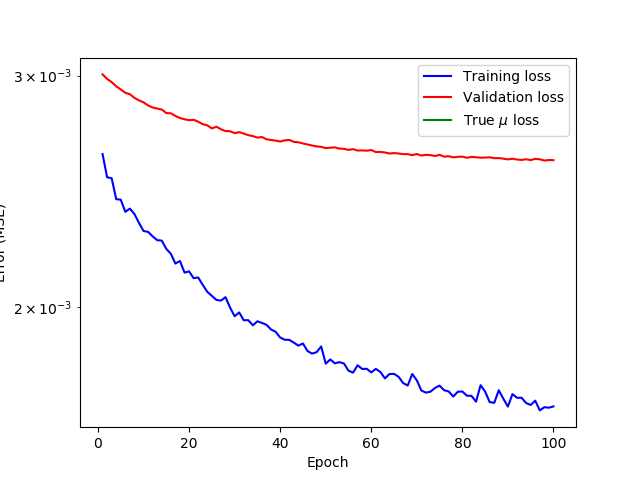 3 × 10⁻³
2 × 10⁻³
(MSE)
Training loss
Validation loss
True μ loss
0 20 40 60 80 100
Epoch